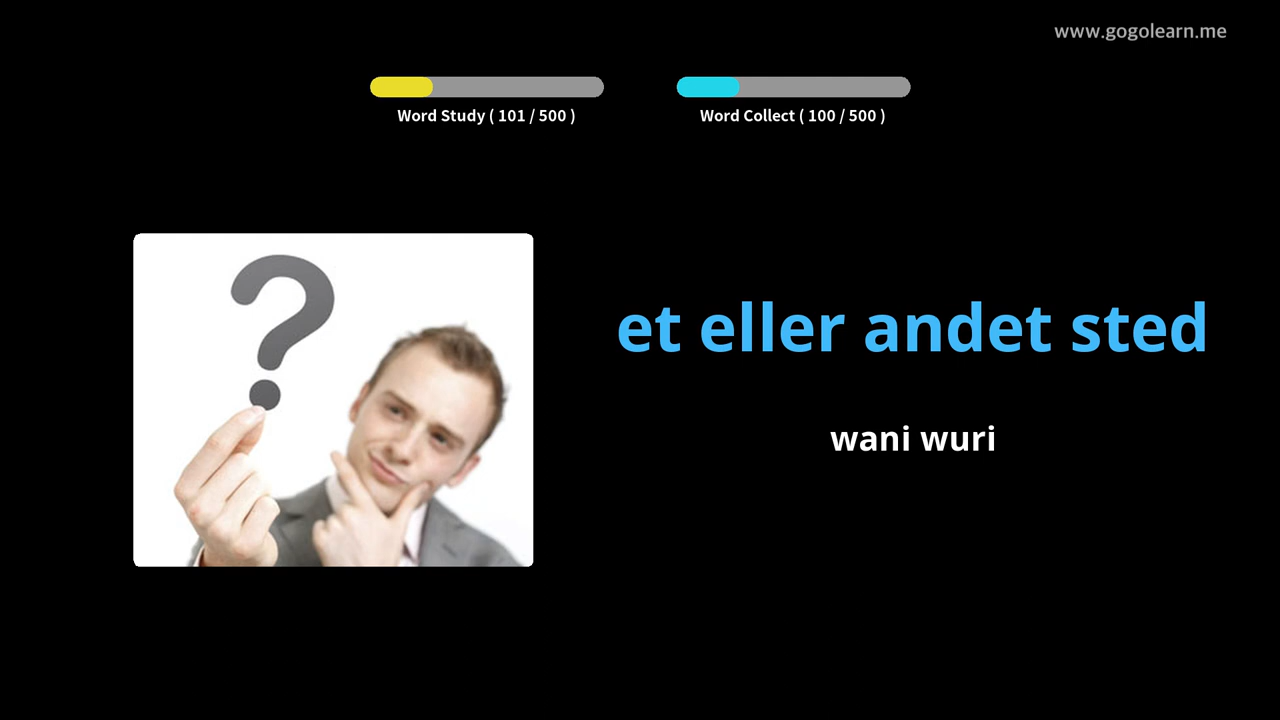 www.gogolearn.me
Word Study ( 101 / 500 )
Word Collect ( 100 / 500 )
et eller andet sted
wani wuri